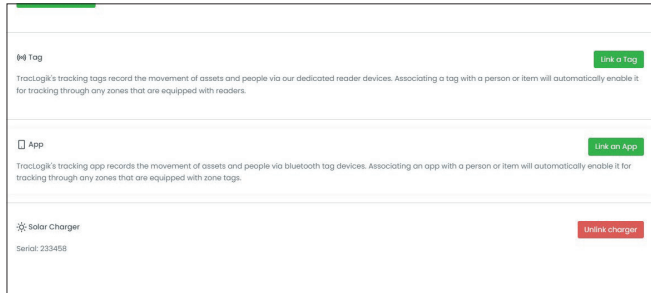 Tag
Link a Tag
TracLogik's tracking tags record the movement of assets and people via our dedicated reader devices. Associating a tag with a person or item will automatically enable it
for tracking through any zones that are equipped with readers.
App
Link an App
TracLogik's tracking app records the movement of assets and people via bluetooth tag devices. Associating an app with a person or item will automatically enable it for
tracking through any zones that are equipped with zone tags.
Solar Charger
Unlink charger
Serial: 233458